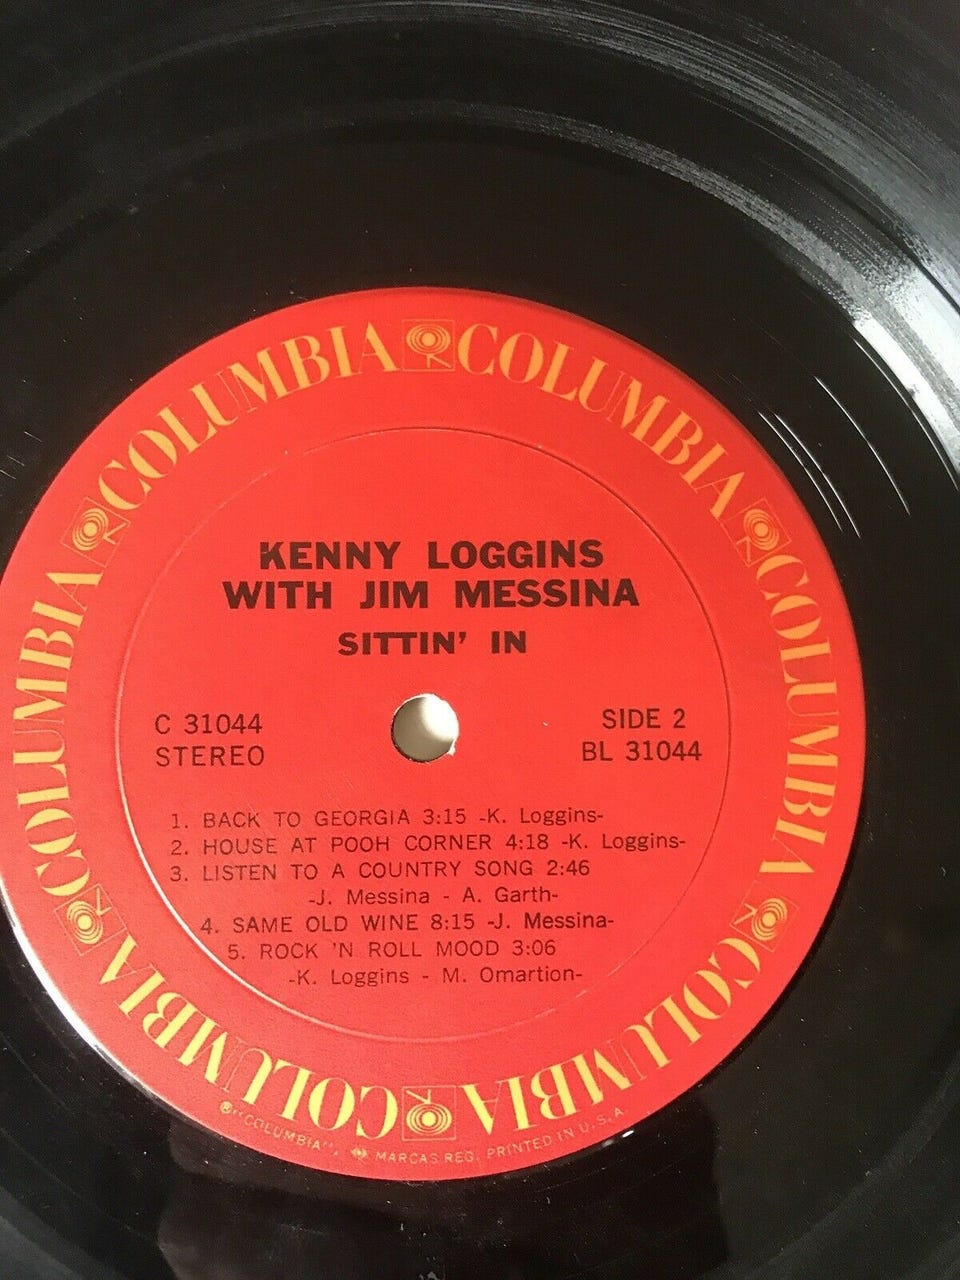 COLUMBIA COLUMBIA COLUMBIA COLUMBIA COLUMBIA COLUMBIA
KENNY LOGGINS
WITH JIM MESSINA
SITTIN' IN
C 31044
STEREO
SIDE 2
BL 31044
1. BACK TO GEORGIA 3:15 -K. Loggins-
2. HOUSE AT POOH CORNER 4:18 -K. Loggins-
3. LISTEN TO A COUNTRY SONG 2:46
-J. Messina - A. Garth-
4. SAME OLD WINE 8:15 -J. Messina-
5. ROCK 'N ROLL MOOD 3:06
-K. Loggins - M. Omartion-
®"COLUMBIA", MARCAS REG. PRINTED IN U.S.A.